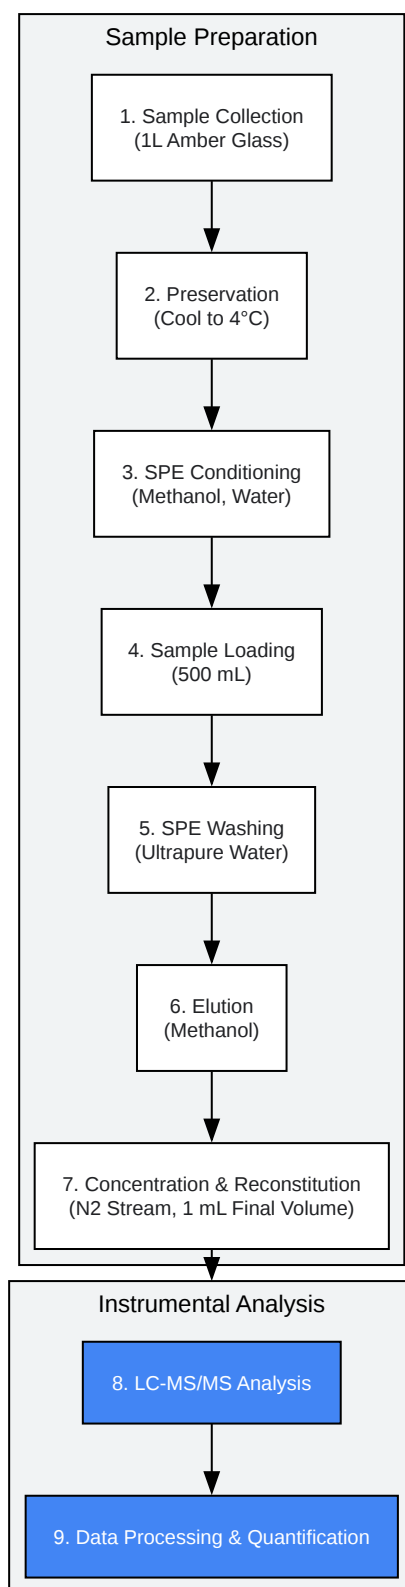 Sample Preparation
1. Sample Collection
(1L Amber Glass)
2. Preservation
(Cool to 4°C)
3. SPE Conditioning
(Methanol, Water)
4. Sample Loading
(500 mL)
5. SPE Washing
(Ultrapure Water)
6. Elution
(Methanol)
7. Concentration & Reconstitution
(N2 Stream, 1 mL Final Volume)
Instrumental Analysis
8. LC-MS/MS Analysis
9. Data Processing & Quantification